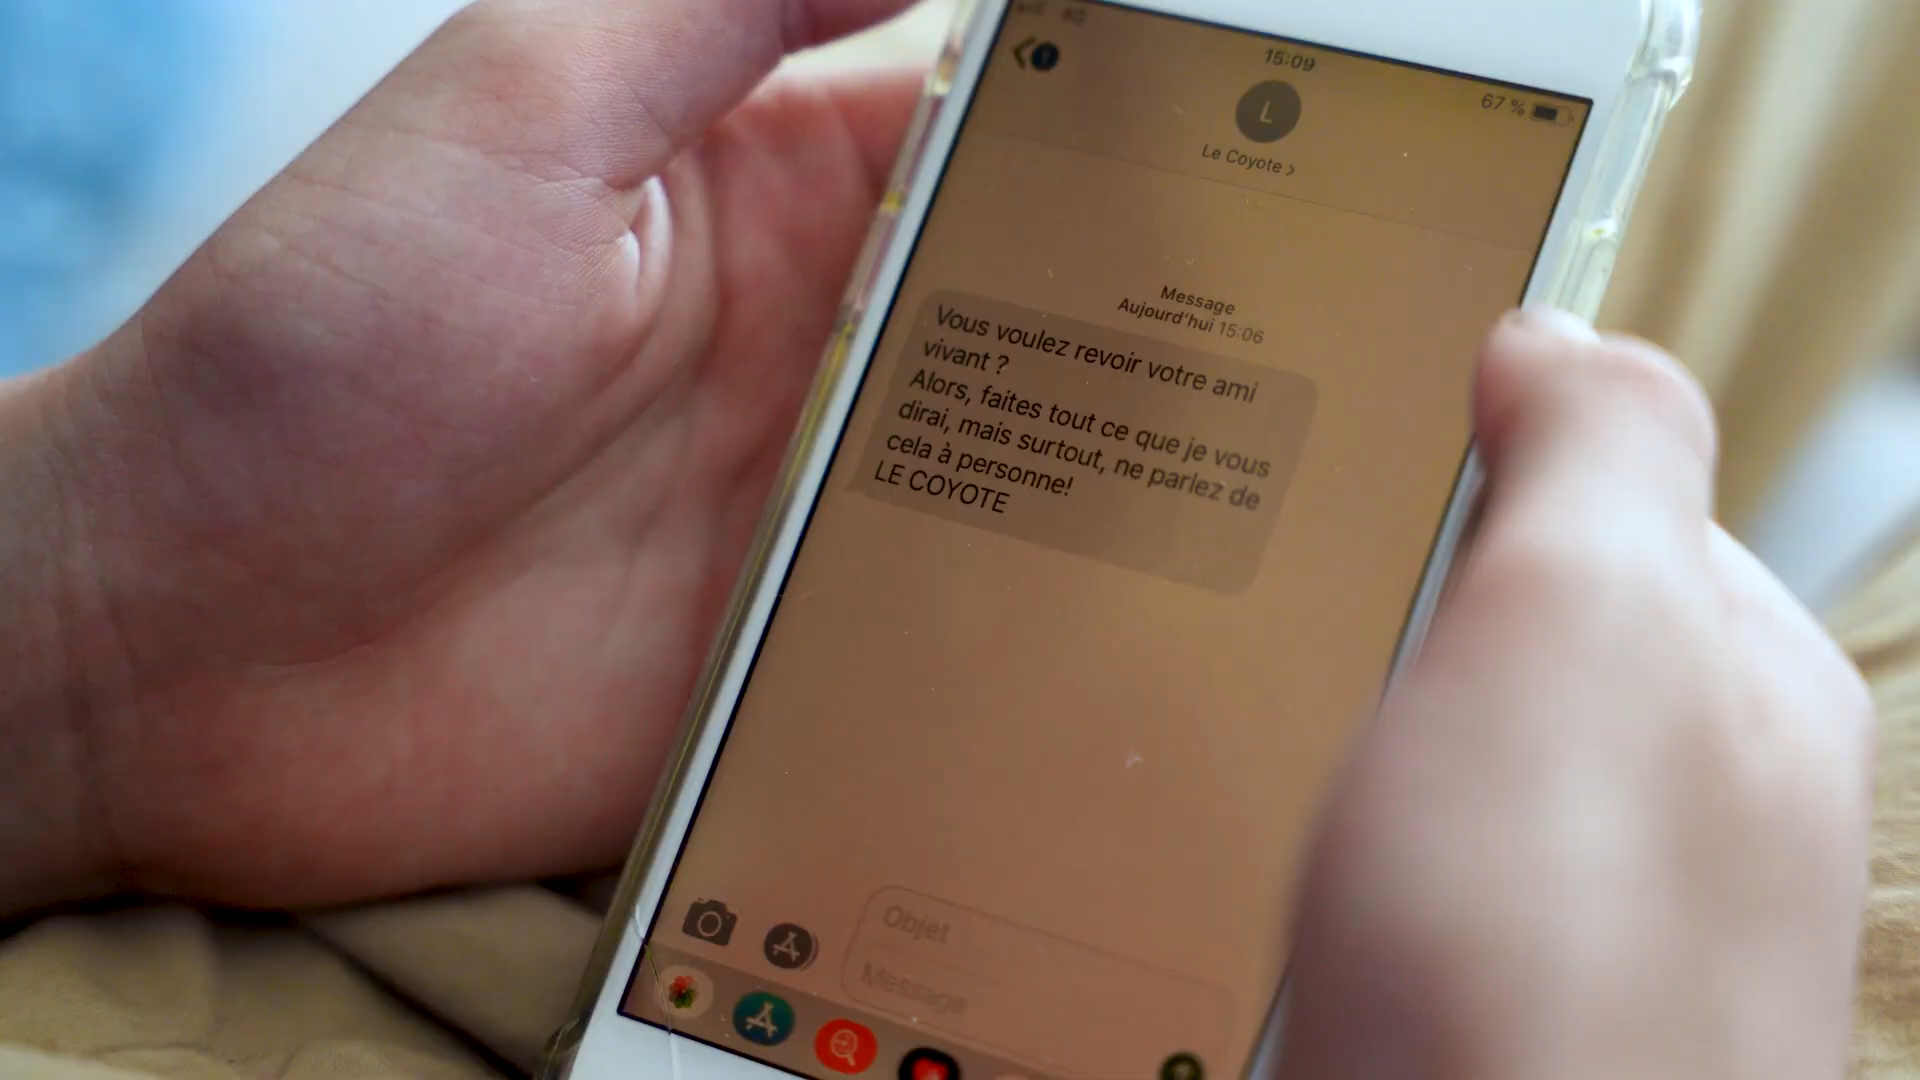 4G
15:09
67 %
L
Le Coyote >
Message
Aujourd'hui 15:06
Vous voulez revoir votre ami
vivant ?
Alors, faites tout ce que je vous
dirai, mais surtout, ne parlez de
cela à personne!
LE COYOTE
Objet
Message